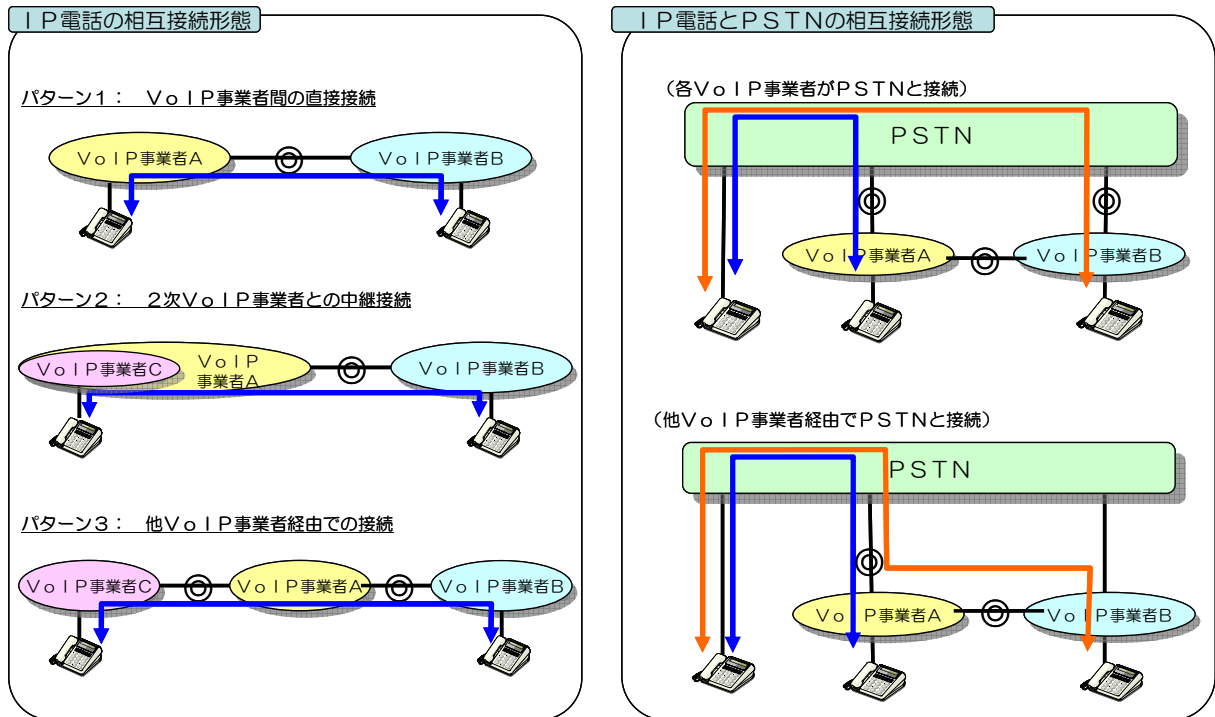 ＩＰ電話の相互接続形態
パターン１：　ＶｏＩＰ事業者間の直接接続
ＶｏＩＰ事業者A
ＶｏＩＰ事業者B
パターン２：　２次ＶｏＩＰ事業者との中継接続
ＶｏＩＰ事業者C
ＶｏＩＰ
事業者A
ＶｏＩＰ事業者B
パターン３：　他ＶｏＩＰ事業者経由での接続
ＶｏＩＰ事業者C
ＶｏＩＰ事業者A
ＶｏＩＰ事業者B
ＩＰ電話とＰＳＴＮの相互接続形態
（各ＶｏＩＰ事業者がＰＳＴＮと接続）
ＰＳＴＮ
ＶｏＩＰ事業者A
ＶｏＩＰ事業者B
（他ＶｏＩＰ事業者経由でＰＳＴＮと接続）
ＰＳＴＮ
ＶｏＩＰ事業者A
ＶｏＩＰ事業者B